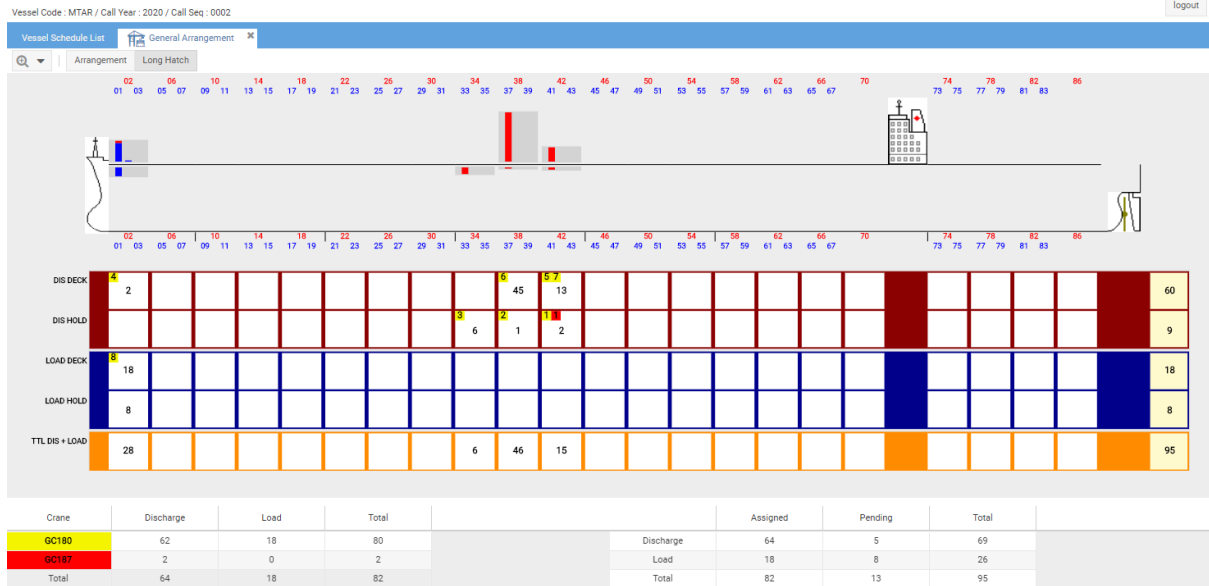 logout
Vessel Code : MTAR / Call Year : 2020 / Call Seq : 0002
Vessel Schedule List General Arrangement
Arrangement Long Hatch
02 06 10 14 18 22 26 30 34 38 42 46 50 54 58 62 66 70 74 78 82 86
01 03 05 07 09 11 13 15 17 19 21 23 25 27 29 31 33 35 37 39 41 43 45 47 49 51 53 55 57 59 61 63 65 67 73 75 77 79 81 83
02 06 10 14 18 22 26 30 34 38 42 46 50 54 58 62 66 70 74 78 82 86
01 03 05 07 09 11 13 15 17 19 21 23 25 27 29 31 33 35 37 39 41 43 45 47 49 51 53 55 57 59 61 63 65 67 73 75 77 79 81 83
4 6 5 7
DIS DECK 2 45 13 60
3 2 1 1
DIS HOLD 6 1 2 9
8
LOAD DECK 18 18
LOAD HOLD 8 8
TTL DIS + LOAD 28 6 46 15 95
Crane Discharge Load Total Assigned Pending Total
GC180 62 18 80 Discharge 64 5 69
GC187 2 0 2 Load 18 8 26
Total 64 18 82 Total 82 13 95